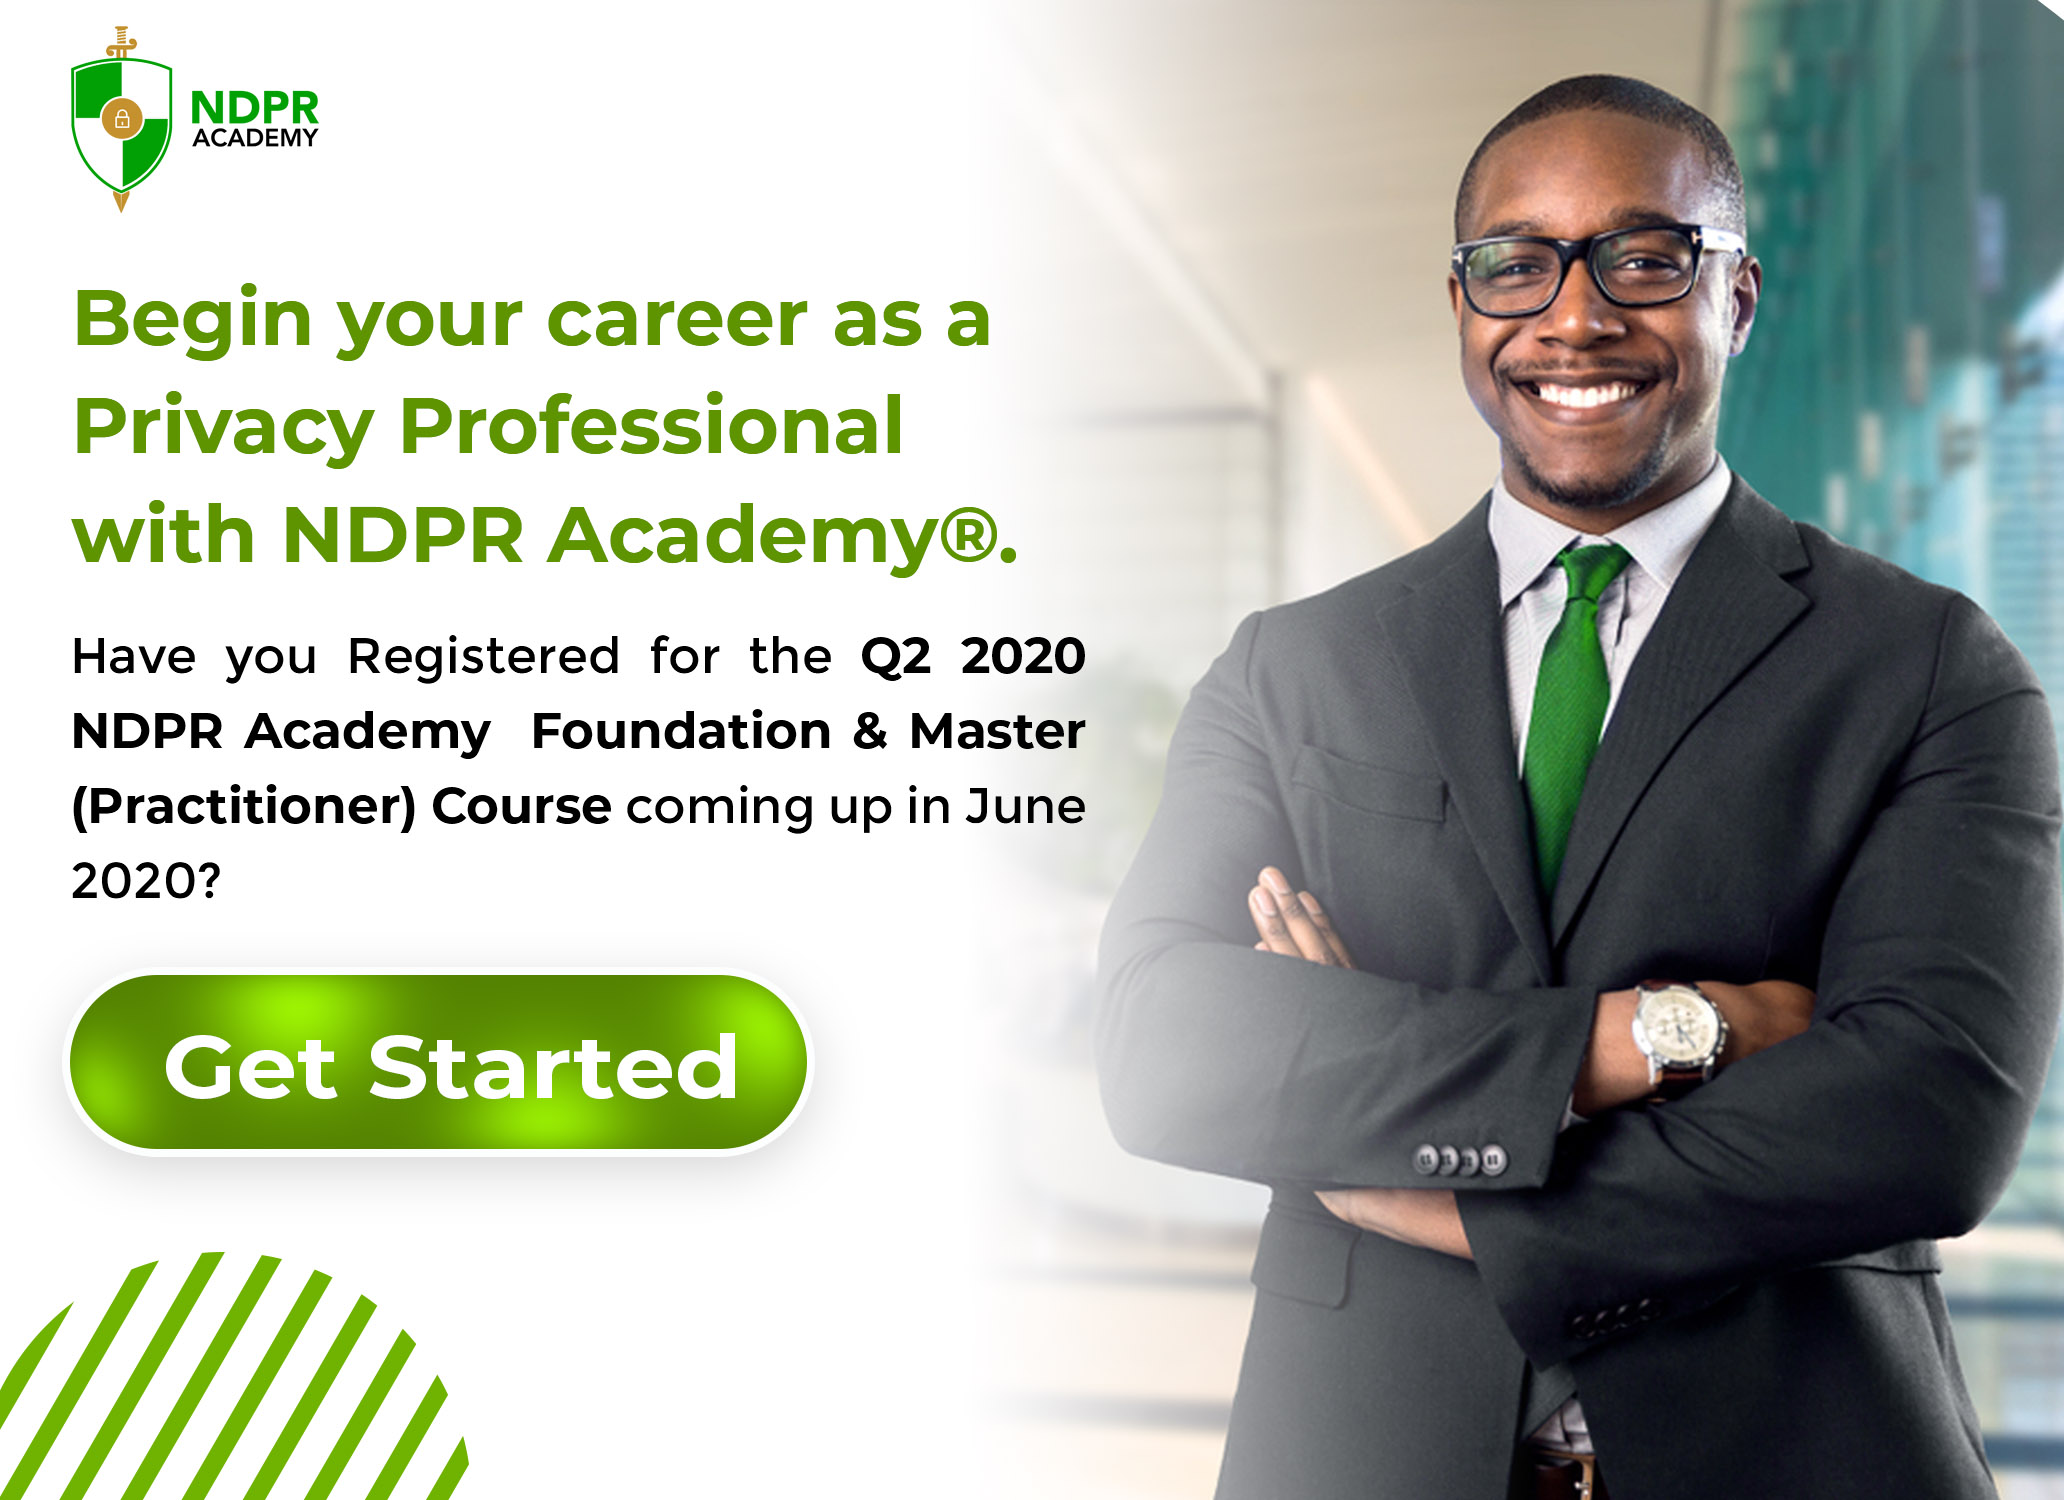 NDPR
ACADEMY
Begin your career as a
Privacy Professional
with NDPR Academy®.
Have you Registered for the Q2 2020
NDPR Academy Foundation & Master
(Practitioner) Course coming up in June
2020?
Get Started